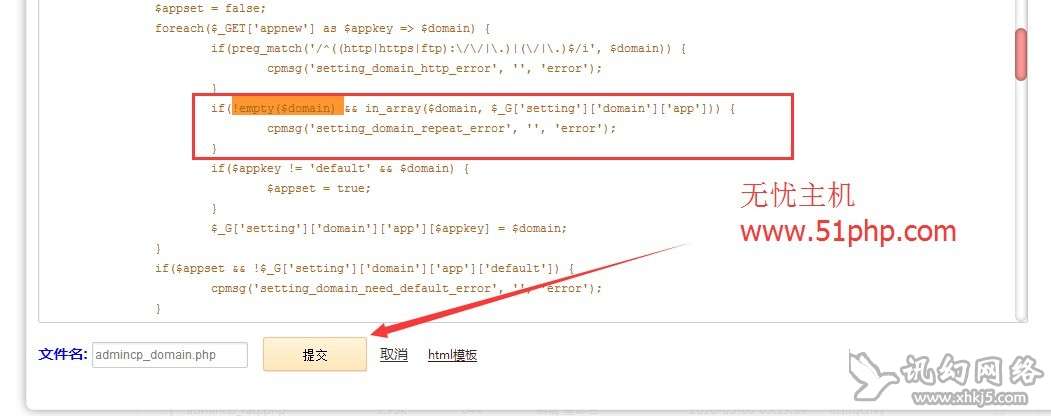 $appset = false;
foreach($_GET['appnew'] as $appkey => $domain) {
if(preg_match('/^((http|https|ftp):\/\/|\.)|(\/|\.)$/i', $domain)) {
cpmsg('setting_domain_http_error', '', 'error');
}
if(!empty($domain) && in_array($domain, $_G['setting']['domain']['app'])) {
cpmsg('setting_domain_repeat_error', '', 'error');
}
if($appkey != 'default' && $domain) {
$appset = true;
}
$_G['setting']['domain']['app'][$appkey] = $domain;
}
if($appset && !$_G['setting']['domain']['app']['default']) {
cpmsg('setting_domain_need_default_error', '', 'error');
}
无忧主机
www.51php.com
文件名: admincp_domain.php 提交 取消 html模板
讯幻网络
www.xhkj5.com